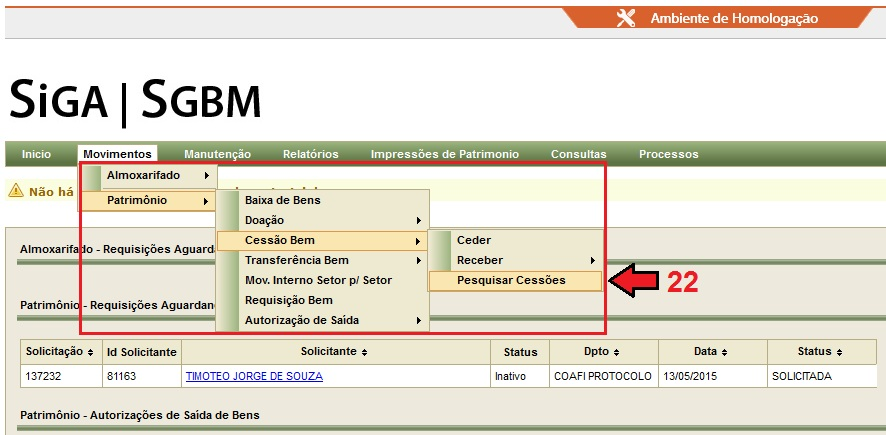 Ambiente de Homologação
SiGA | SGBM
Inicio Movimentos Manutenção Relatórios Impressões de Patrimonio Consultas Processos
Almoxarifado
Não há
Patrimônio
Baixa de Bens
Doação
Cessão Bem
Transferência Bem
Mov. Interno Setor p/ Setor
Requisição Bem
Autorização de Saída
Ceder
Receber
Pesquisar Cessões
22
Almoxarifado - Requisições
Patrimônio - Requisições
Solicitação Id Solicitante Solicitante Status Dpto Data Status
137232 81163 TIMOTEO JORGE DE SOUZA Inativo COAFI PROTOCOLO 13/05/2015 SOLICITADA
Patrimônio - Autorizações de Saída de Bens